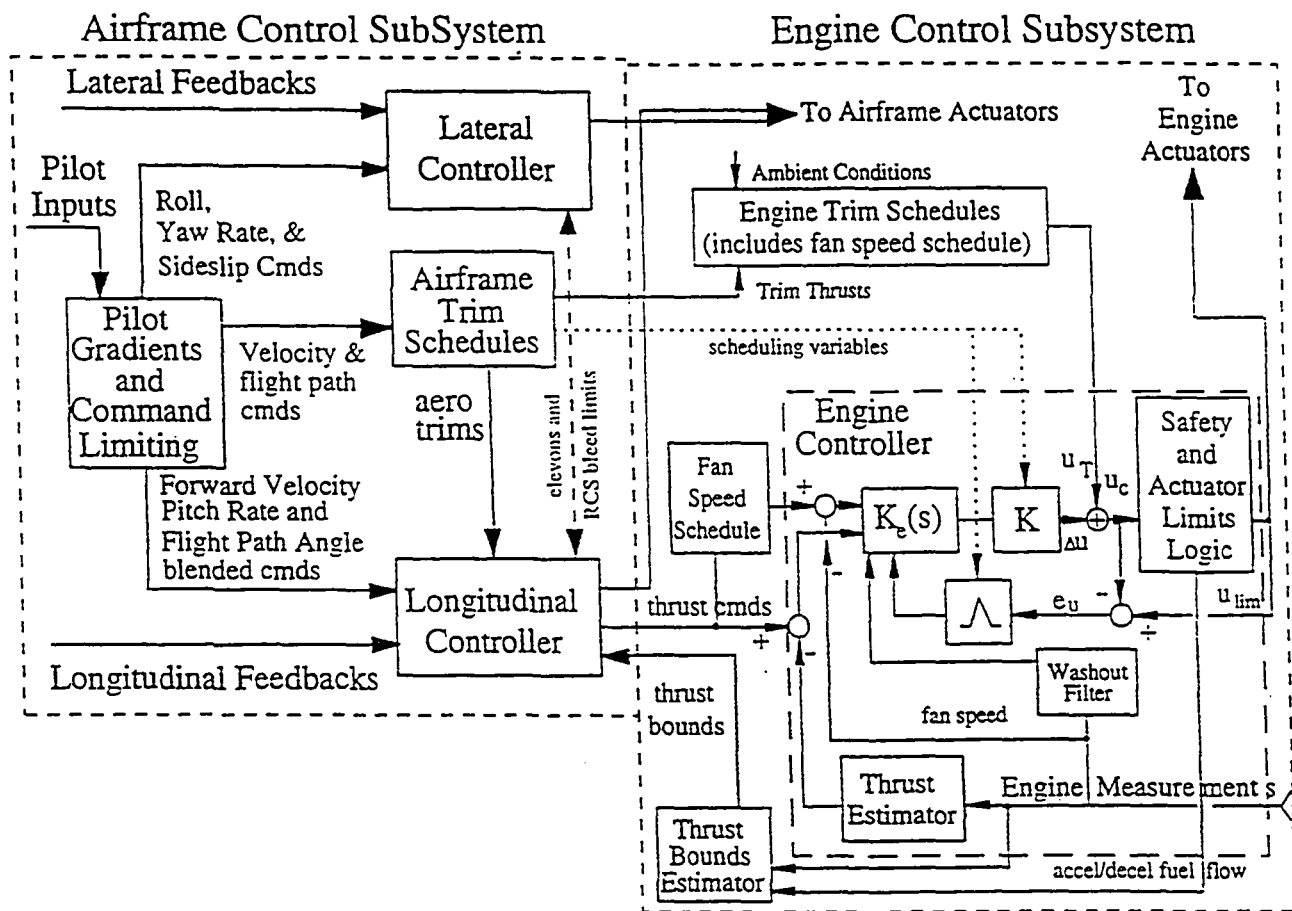 Airframe Control SubSystem
Engine Control Subsystem
Lateral Feedbacks
Lateral
Controller
To Airframe Actuators
To
Engine
Actuators
Pilot
Inputs
Roll,
Yaw Rate, &
Sideslip Cmds
Ambient Conditions
Engine Trim Schedules
(includes fan speed schedule)
Trim Thrusts
Airframe
Trim
Schedules
Pilot
Gradients
and
Command
Limiting
Velocity &
flight path
cmds
scheduling variables
aero
trims
elevons and
RCS bleed limits
Engine
Controller
Fan
Speed
Schedule
÷
-
K_e(s)
K
Δu
u_T
u_c
+
Safety
and
Actuator
Limits
Logic
Forward Velocity
Pitch Rate and
Flight Path Angle
blended cmds
Longitudinal
Controller
thrust cmds
+
-
e_u
-
÷
u_lim
Longitudinal Feedbacks
thrust
bounds
Washout
Filter
fan speed
Thrust
Estimator
Engine Measurements
Thrust
Bounds
Estimator
accel/decel fuel flow